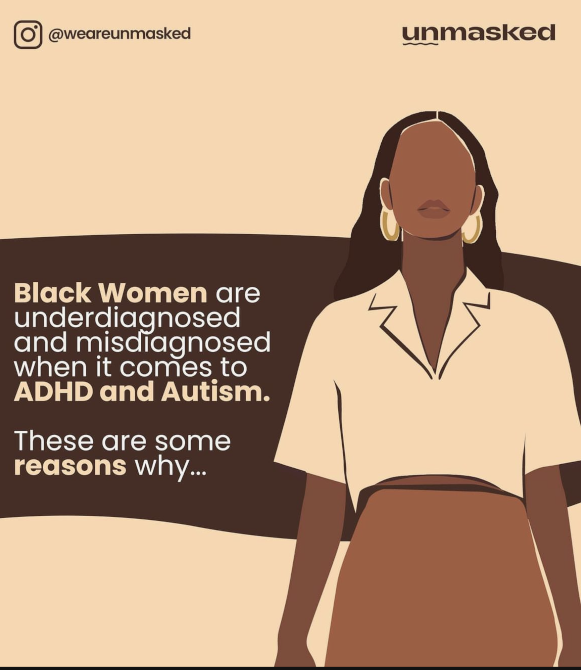 @weareunmasked
unmasked
Black Women are
underdiagnosed
and misdiagnosed
when it comes to
ADHD and Autism.
These are some
reasons why...